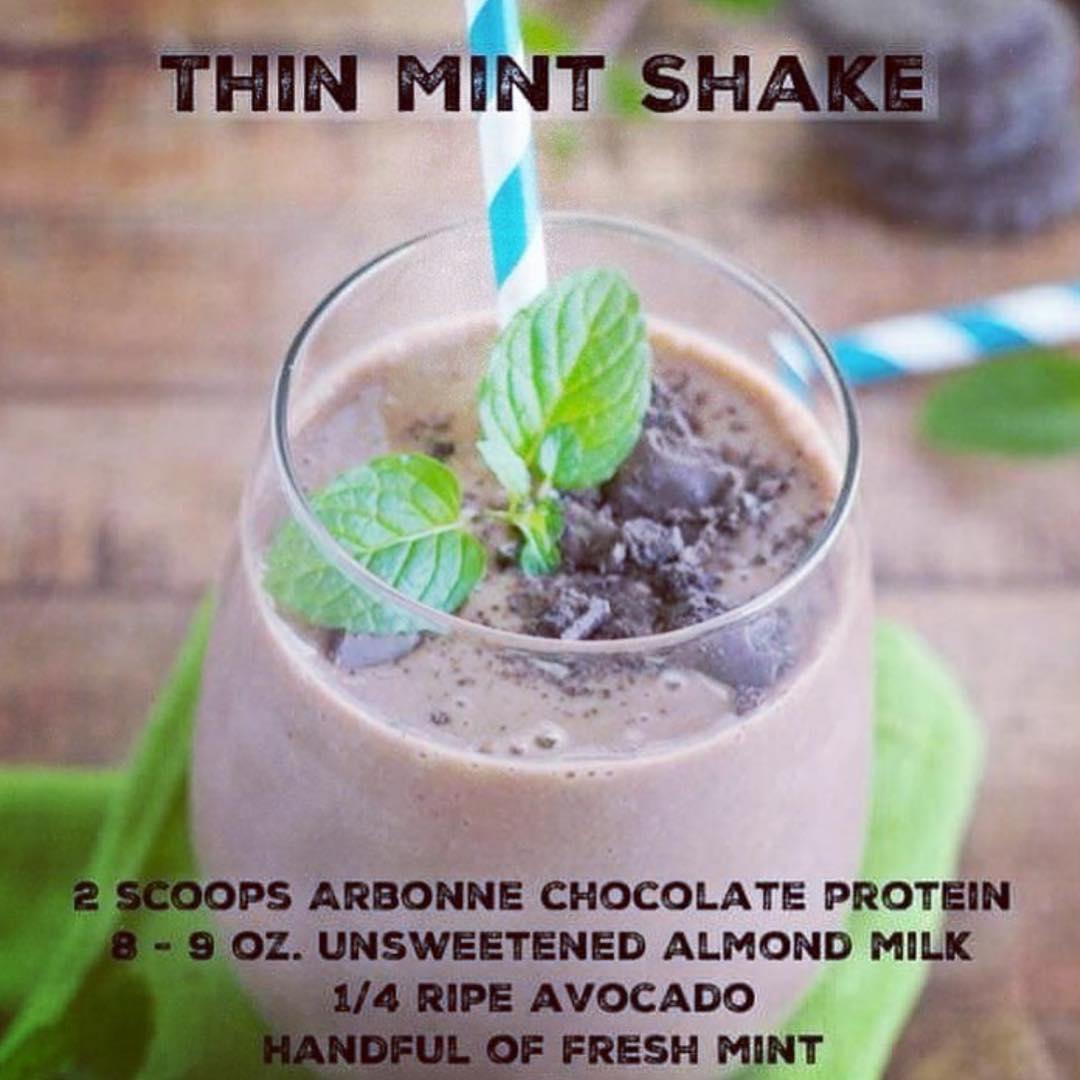 THIN MINT SHAKE
2 SCOOPS ARBONNE CHOCOLATE PROTEIN
8 - 9 OZ. UNSWEETENED ALMOND MILK
1/4 RIPE AVOCADO
HANDFUL OF FRESH MINT